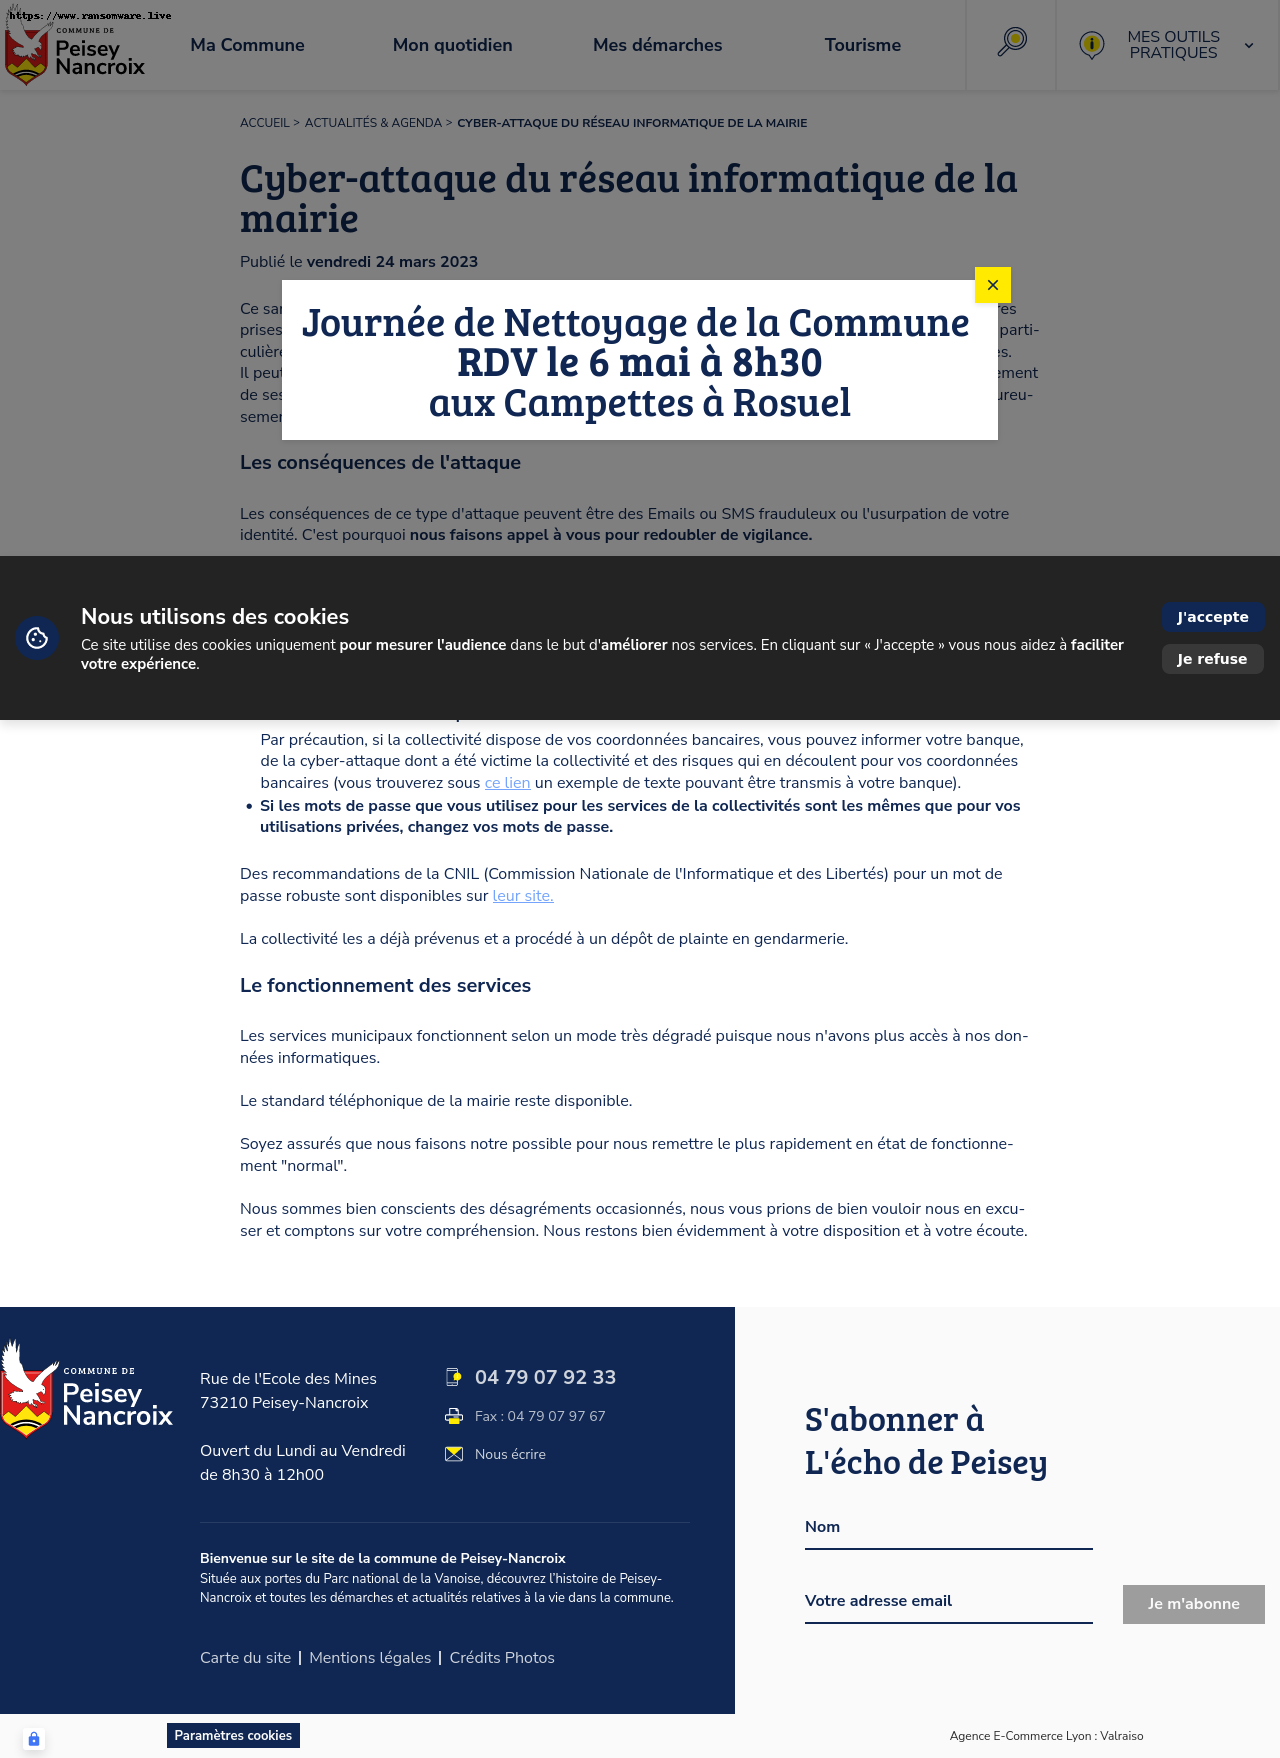 https://www.ransomware.live
COMMUNE DE
Peisey
Nancroix
Ma Commune
Mon quotidien
Mes démarches
Tourisme
MES OUTILS
PRATIQUES
ACCUEIL > ACTUALITÉS & AGENDA > CYBER-ATTAQUE DU RÉSEAU INFORMATIQUE DE LA MAIRIE
Cyber-attaque du réseau informatique de la
mairie
Publié le vendredi 24 mars 2023
Journée de Nettoyage de la Commune
RDV le 6 mai à 8h30
aux Campettes à Rosuel
Ce
prises parti-
Il peut
de ses
Les conséquences de l'attaque
Les conséquences de ce type d'attaque peuvent être des Emails ou SMS frauduleux ou l'usurpation de votre
identité. C'est pourquoi nous faisons appel à vous pour redoubler de vigilance.
Nous utilisons des cookies
Ce site utilise des cookies uniquement pour mesurer l'audience dans le but d'améliorer nos services. En cliquant sur « J'accepte » vous nous aidez à faciliter
votre expérience.
J'accepte
Je refuse
Par précaution, si la collectivité dispose de vos coordonnées bancaires, vous pouvez informer votre banque,
de la cyber-attaque dont a été victime la collectivité et des risques qui en découlent pour vos coordonnées
bancaires (vous trouverez sous ce lien un exemple de texte pouvant être transmis à votre banque).
• Si les mots de passe que vous utilisez pour les services de la collectivités sont les mêmes que pour vos
utilisations privées, changez vos mots de passe.
Des recommandations de la CNIL (Commission Nationale de l'Informatique et des Libertés) pour un mot de
passe robuste sont disponibles sur leur site.
La collectivité les a déjà prévenus et a procédé à un dépôt de plainte en gendarmerie.
Le fonctionnement des services
Les services municipaux fonctionnent selon un mode très dégradé puisque nous n'avons plus accès à nos don-
nées informatiques.
Le standard téléphonique de la mairie reste disponible.
Soyez assurés que nous faisons notre possible pour nous remettre le plus rapidement en état de fonctionne-
ment "normal".
Nous sommes bien conscients des désagréments occasionnés, nous vous prions de bien vouloir nous en excu-
ser et comptons sur votre compréhension. Nous restons bien évidemment à votre disposition et à votre écoute.
COMMUNE DE
Peisey
Nancroix
Rue de l'Ecole des Mines
73210 Peisey-Nancroix
Ouvert du Lundi au Vendredi
de 8h30 à 12h00
04 79 07 92 33
Fax : 04 79 07 97 67
Nous écrire
Bienvenue sur le site de la commune de Peisey-Nancroix
Située aux portes du Parc national de la Vanoise, découvrez l’histoire de Peisey-
Nancroix et toutes les démarches et actualités relatives à la vie dans la commune.
Carte du site | Mentions légales | Crédits Photos
S'abonner à
L'écho de Peisey
Nom
Votre adresse email
Je m'abonne
Paramètres cookies
Agence E-Commerce Lyon : Valraiso